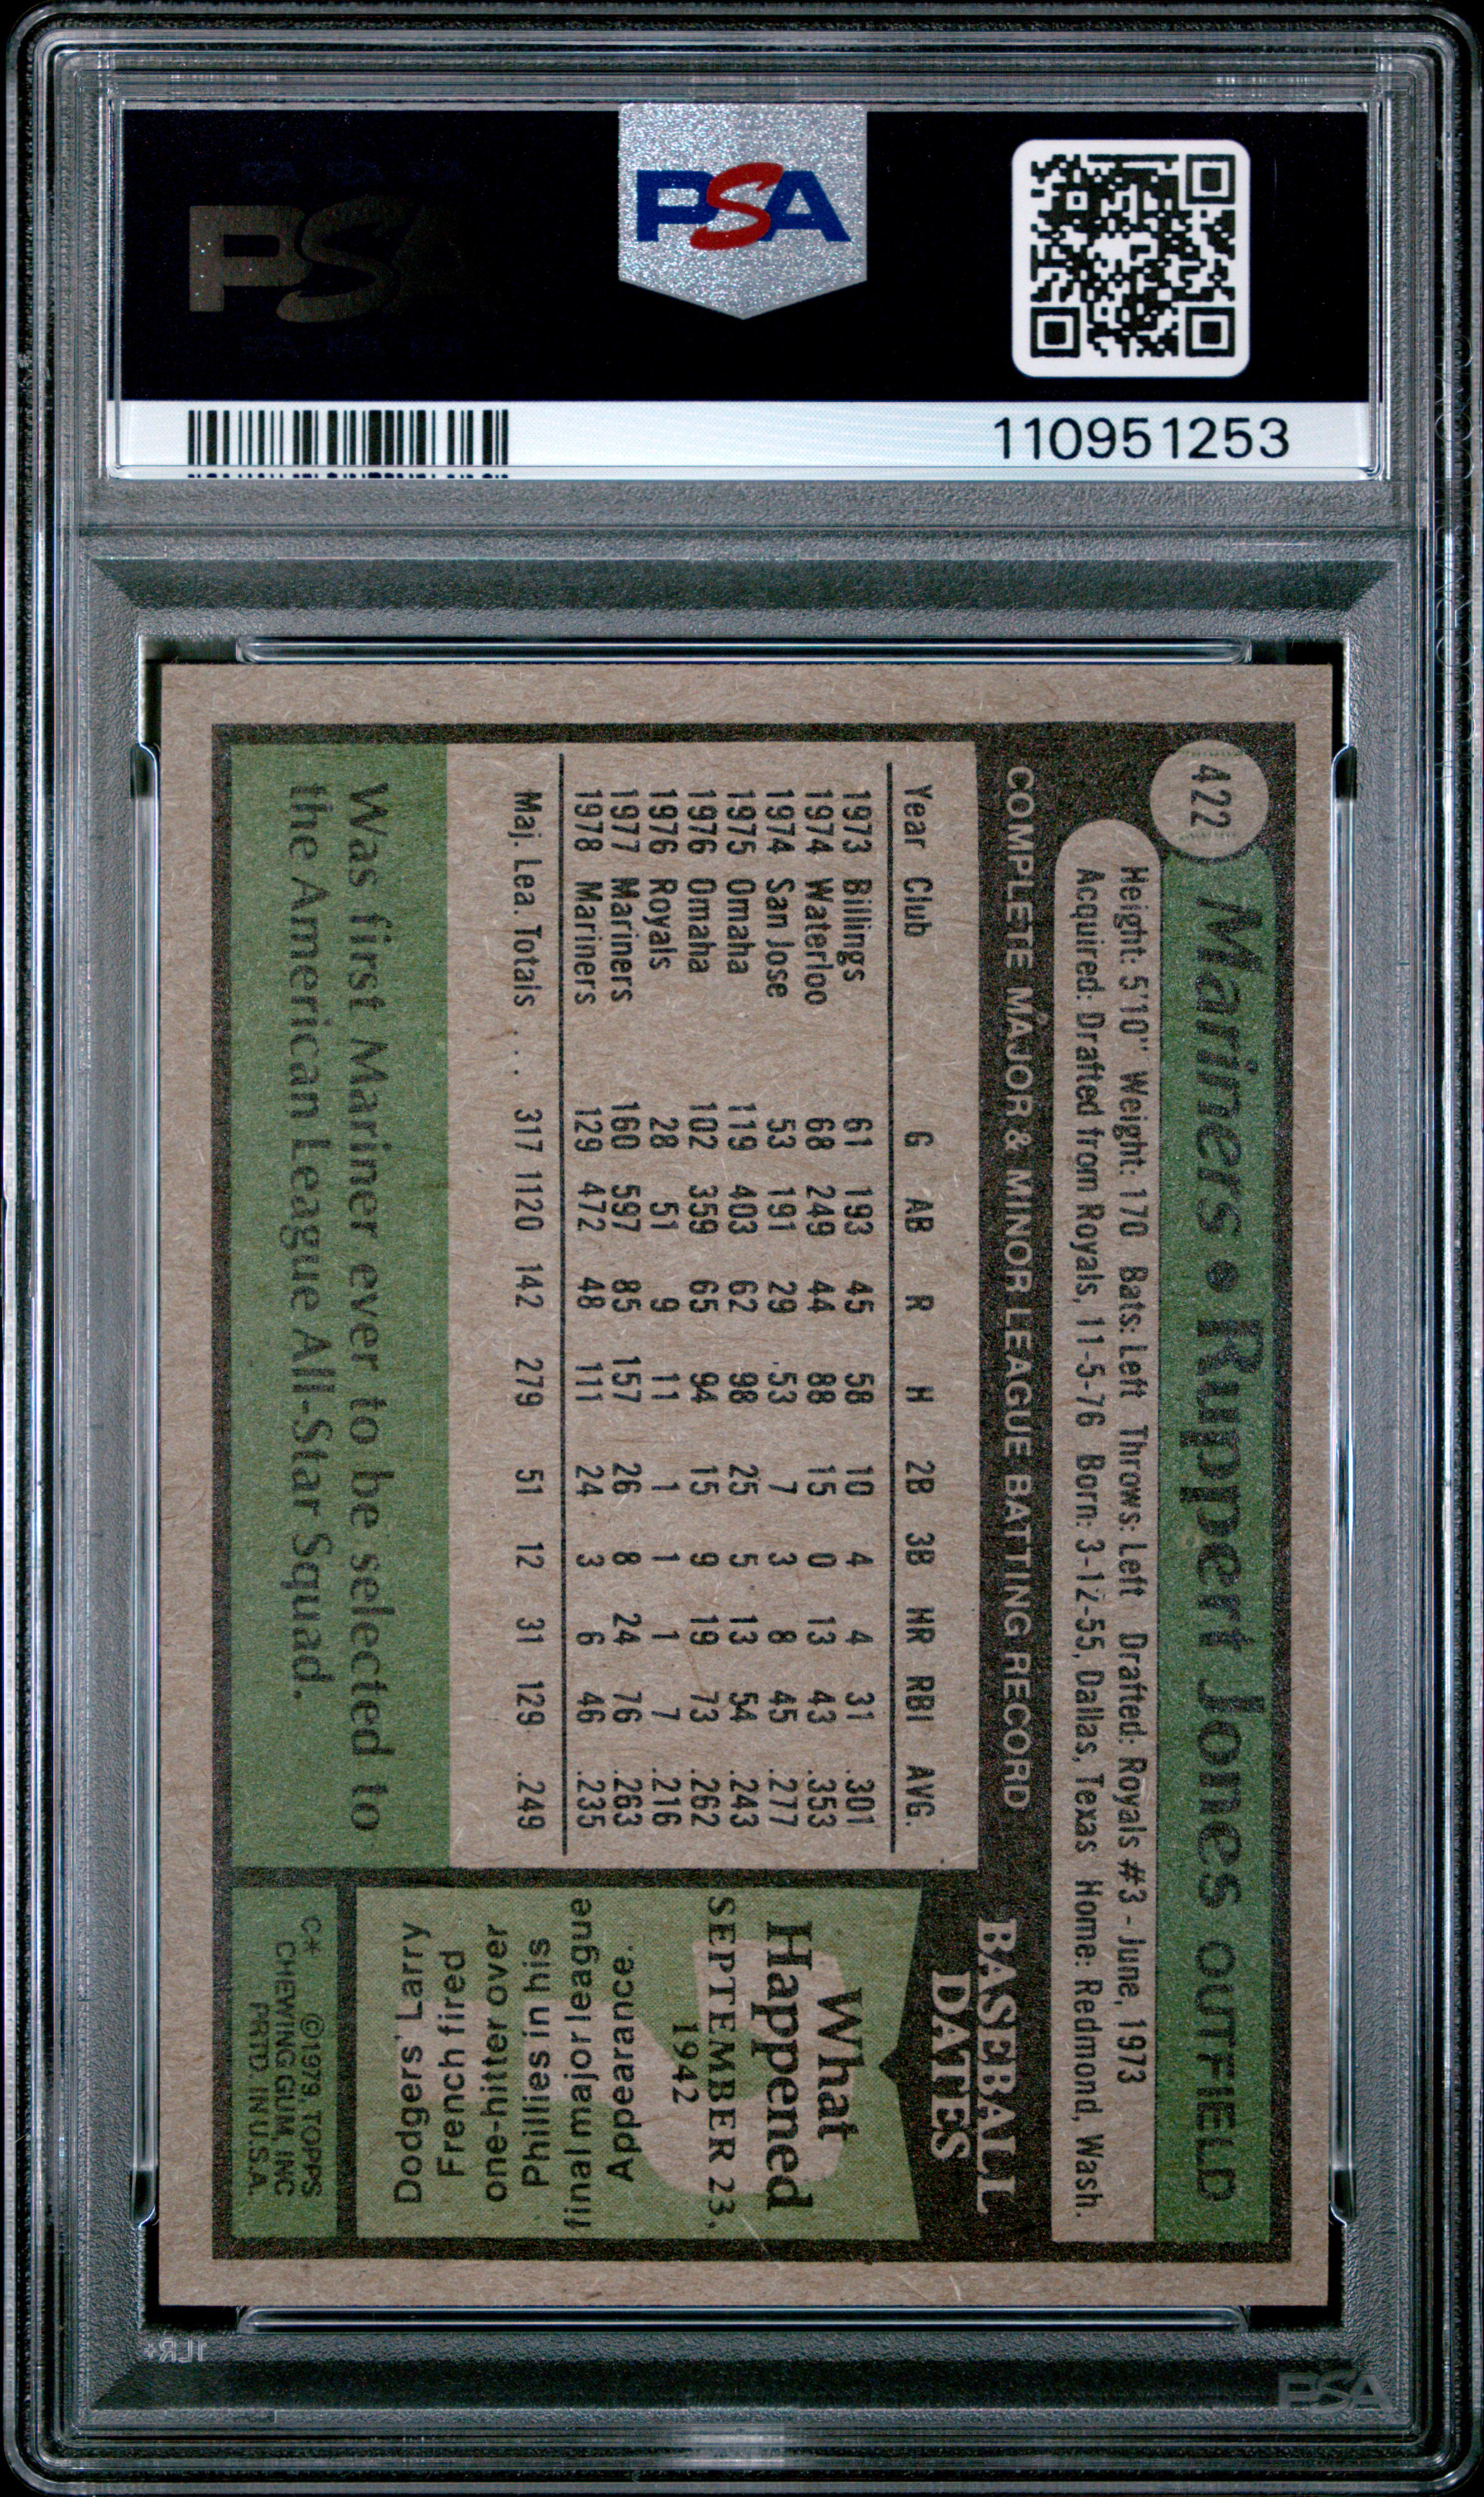 PSA
PSA
110951253
422
Mariners • Ruppert Jones OUTFIELD
Height: 5'10" Weight: 170 Bats: Left Throws: Left Drafted: Royals #3 - June, 1973
Acquired: Drafted from Royals, 11-5-76 Born: 3-12-55, Dallas, Texas Home: Redmond, Wash.
COMPLETE MAJOR & MINOR LEAGUE BATTING RECORD
Year Club G AB R H 2B 3B HR RBI AVG.
1973 Billings 61 193 45 58 10 4 4 31 .301
1974 Waterloo 68 249 44 88 15 0 13 43 .353
1974 San Jose 53 191 29 53 7 3 8 45 .277
1975 Omaha 119 403 62 98 25 5 13 54 .243
1976 Omaha 102 359 65 94 15 9 19 73 .262
1976 Royals 28 51 9 11 1 1 1 7 .216
1977 Mariners 160 597 85 157 26 8 24 76 .263
1978 Mariners 129 472 48 111 24 3 6 46 .235
Maj. Lea. Totals . . 317 1120 142 279 51 12 31 129 .249
Was first Mariner ever to be selected to
the American League All-Star Squad.
BASEBALL
DATES
What
Happened
SEPTEMBER 23,
1942
Dodgers' Larry
French fired
one-hitter over
Phillies in his
final major league
Appearance.
C* ©1979, TOPPS
CHEWING GUM, INC
PRTD. IN U.S.A.
1LR+
PSA